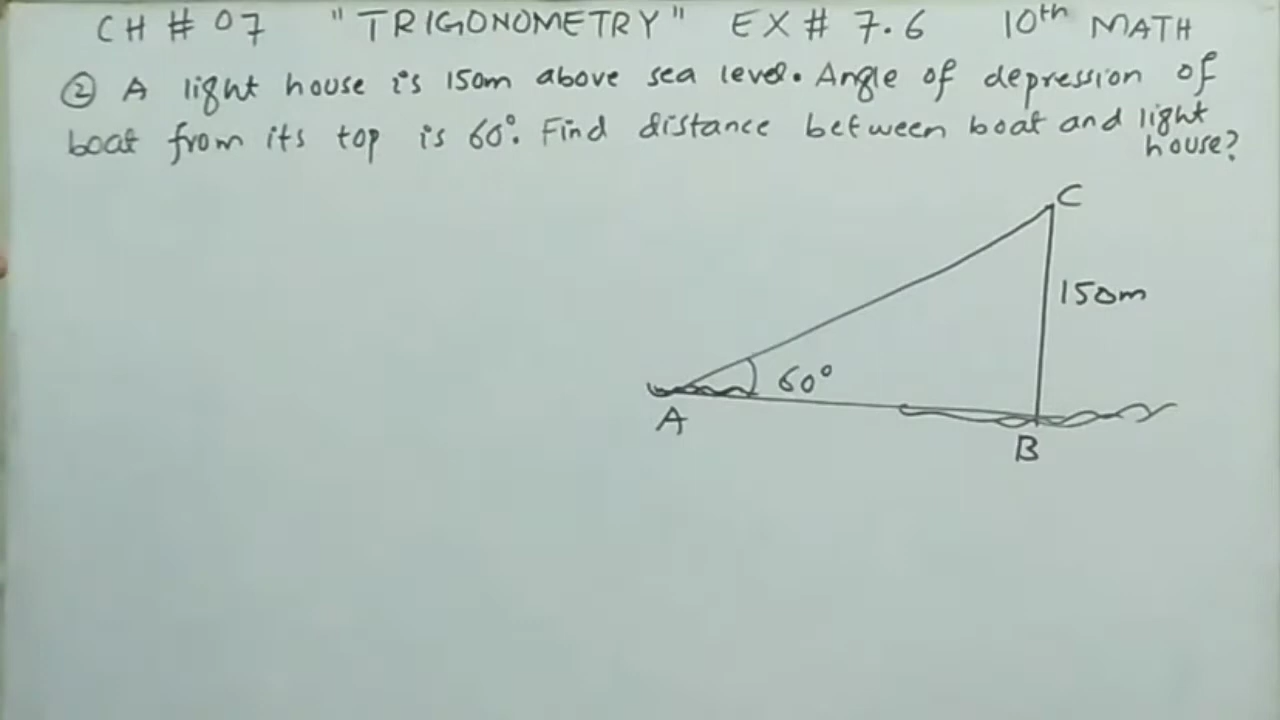 CH # 07 "TRIGONOMETRY" EX # 7.6 10th MATH
② A light house is 150m above sea level. Angle of depression of
boat from its top is 60°. Find distance between boat and light
house?
C
150m
60°
A
B